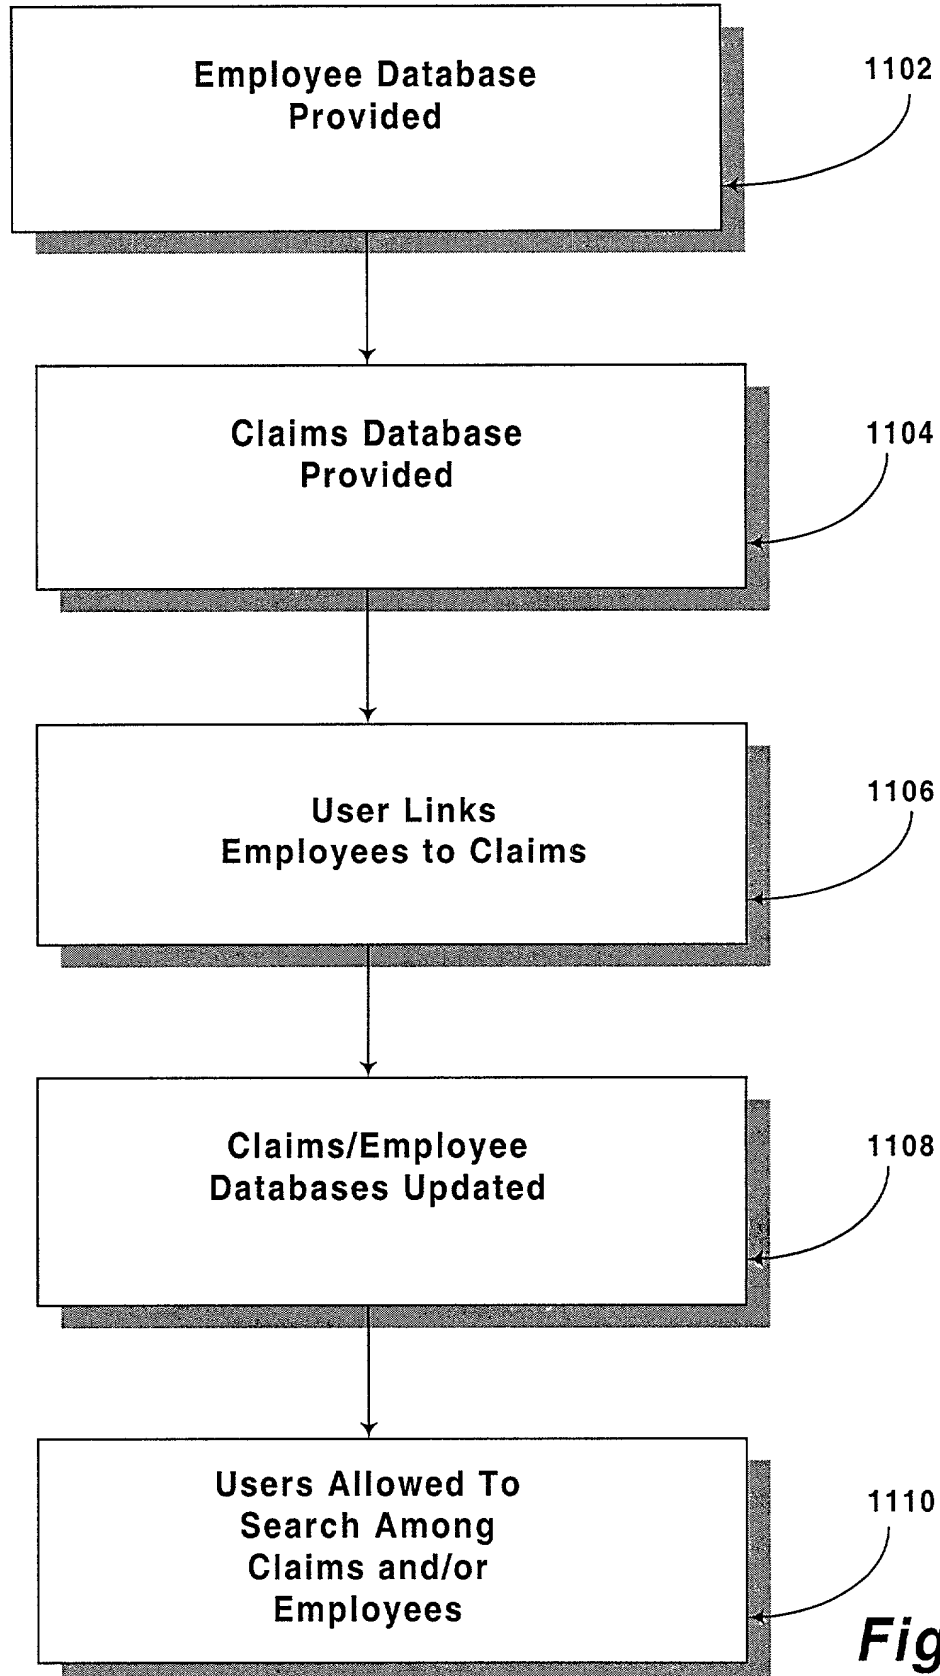 Employee Database
Provided
1102
Claims Database
Provided
1104
User Links
Employees to Claims
1106
Claims/Employee
Databases Updated
1108
Users Allowed To
Search Among
Claims and/or
Employees
1110
Fig